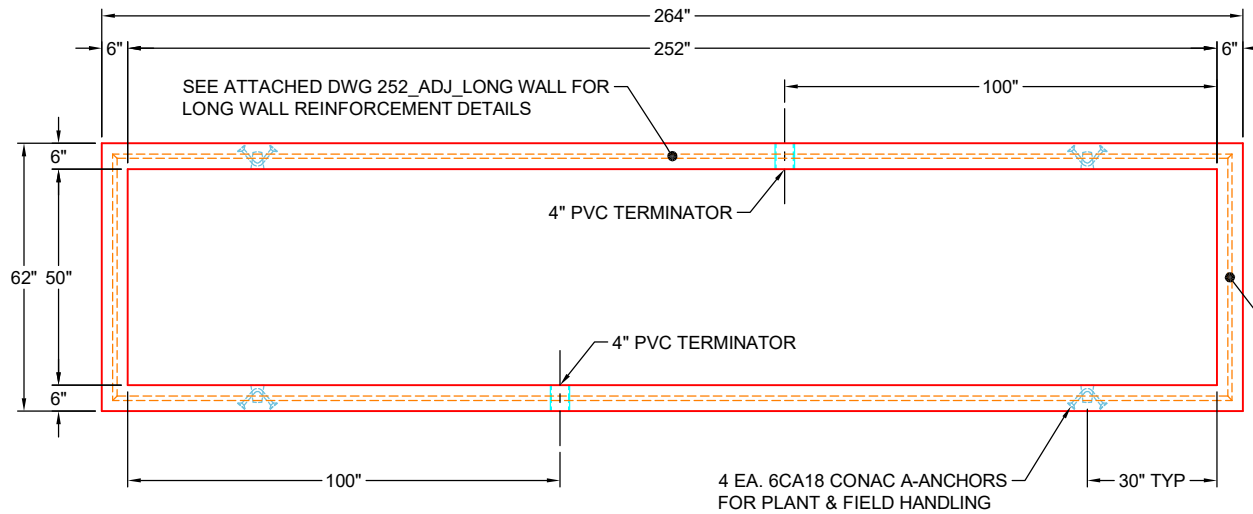 264"
6"
252"
6"
SEE ATTACHED DWG 252_ADJ_LONG WALL FOR
LONG WALL REINFORCEMENT DETAILS
100"
6"
4" PVC TERMINATOR
62"
50"
4" PVC TERMINATOR
6"
100"
4 EA. 6CA18 CONAC A-ANCHORS
FOR PLANT & FIELD HANDLING
30" TYP